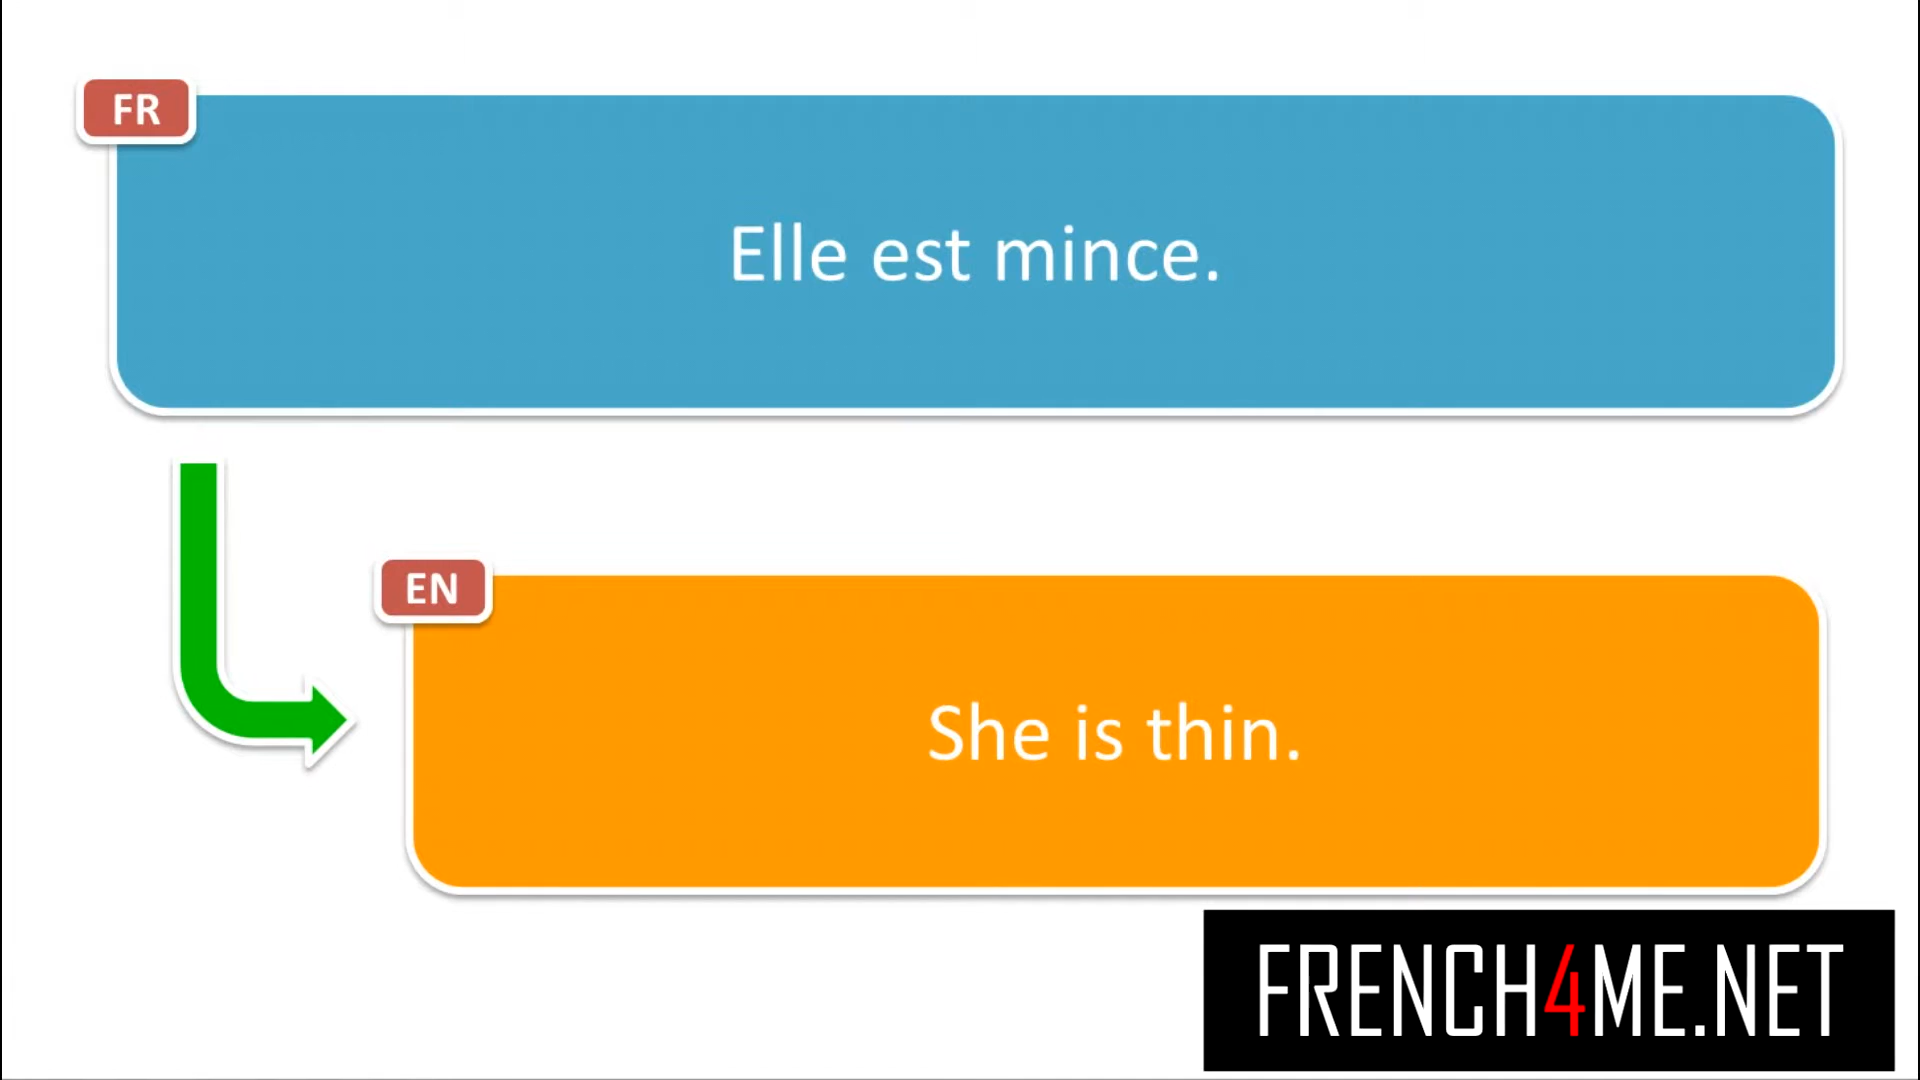 FR
Elle est mince.
EN
She is thin.
FRENCH4ME.NET